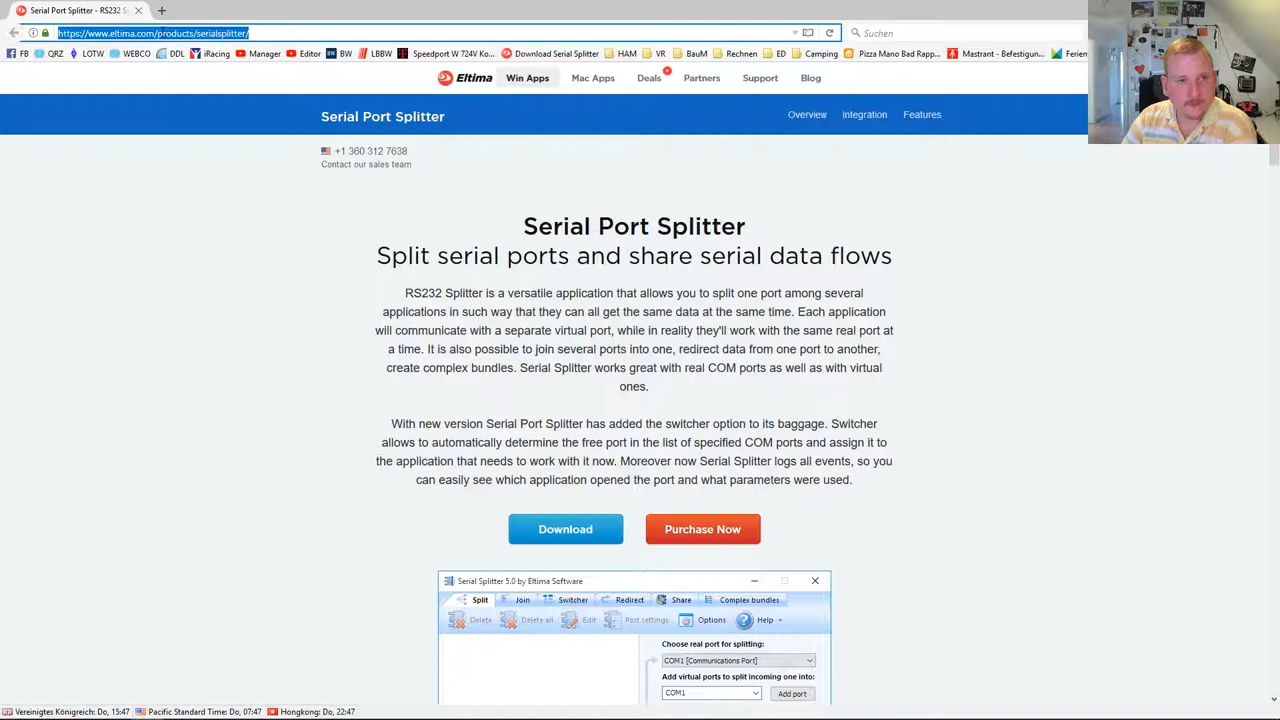 Serial Port Splitter - RS232 S
https://www.eltima.com/products/serialsplitter/
Suchen
FB QRZ LOTW WEBCO DDL iRacing Manager Editor BW LBBW Speedport W 724V Ko... Download Serial Splitter HAM VR BauM Rechnen ED Camping Pizza Mano Bad Rapp... Mastrant - Befestigun... Ferien
Eltima Win Apps Mac Apps Deals Partners Support Blog
Serial Port Splitter Overview Integration Features
+1 360 312 7638
Contact our sales team
Serial Port Splitter
Split serial ports and share serial data flows
RS232 Splitter is a versatile application that allows you to split one port among several
applications in such way that they can all get the same data at the same time. Each application
will communicate with a separate virtual port, while in reality they'll work with the same real port at
a time. It is also possible to join several ports into one, redirect data from one port to another,
create complex bundles. Serial Splitter works great with real COM ports as well as with virtual
ones.
With new version Serial Port Splitter has added the switcher option to its baggage. Switcher
allows to automatically determine the free port in the list of specified COM ports and assign it to
the application that needs to work with it now. Moreover now Serial Splitter logs all events, so you
can easily see which application opened the port and what parameters were used.
Download Purchase Now
Serial Splitter 5.0 by Eltima Software
Split Join Switcher Redirect Share Complex bundles
Delete Delete all Edit Port settings Options Help
Choose real port for splitting:
COM1 [Communications Port]
Add virtual ports to split incoming one into:
COM1 Add port
Vereinigtes Königreich: Do, 15:47 Pacific Standard Time: Do, 07:47 Hongkong: Do, 22:47